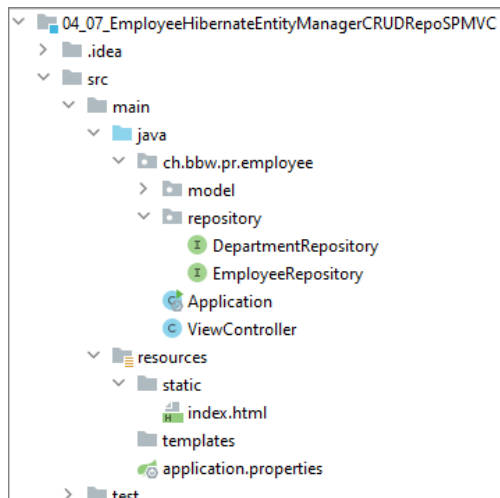 04_07_EmployeeHibernateEntityManagerCRUDRepoSPMVC
.idea
src
main
java
ch.bbw.pr.employee
model
repository
I DepartmentRepository
I EmployeeRepository
C Application
C ViewController
resources
static
H index.html
templates
application.properties
test